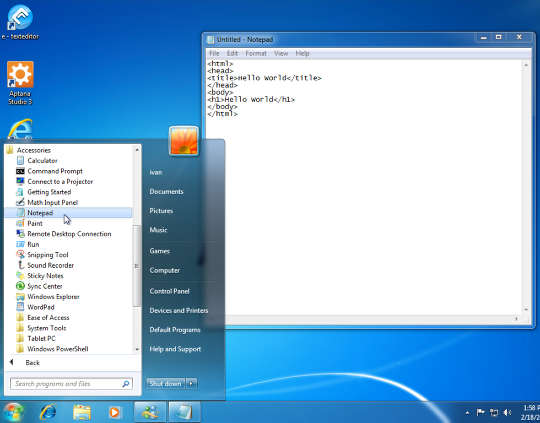 e - texteditor
Aptana
Studio 3
Untitled - Notepad
File Edit Format View Help
<html>
<head>
<title>Hello World</title>
</head>
<body>
<h1>Hello World</h1>
</body>
</html>
Accessories
Calculator
Command Prompt
Connect to a Projector
Getting Started
Math Input Panel
Notepad
Paint
Remote Desktop Connection
Run
Snipping Tool
Sound Recorder
Sticky Notes
Sync Center
Windows Explorer
WordPad
Ease of Access
System Tools
Tablet PC
Windows PowerShell
Back
Search programs and files
ivan
Documents
Pictures
Music
Games
Computer
Control Panel
Devices and Printers
Default Programs
Help and Support
Shut down
1:58 P
2/18/2